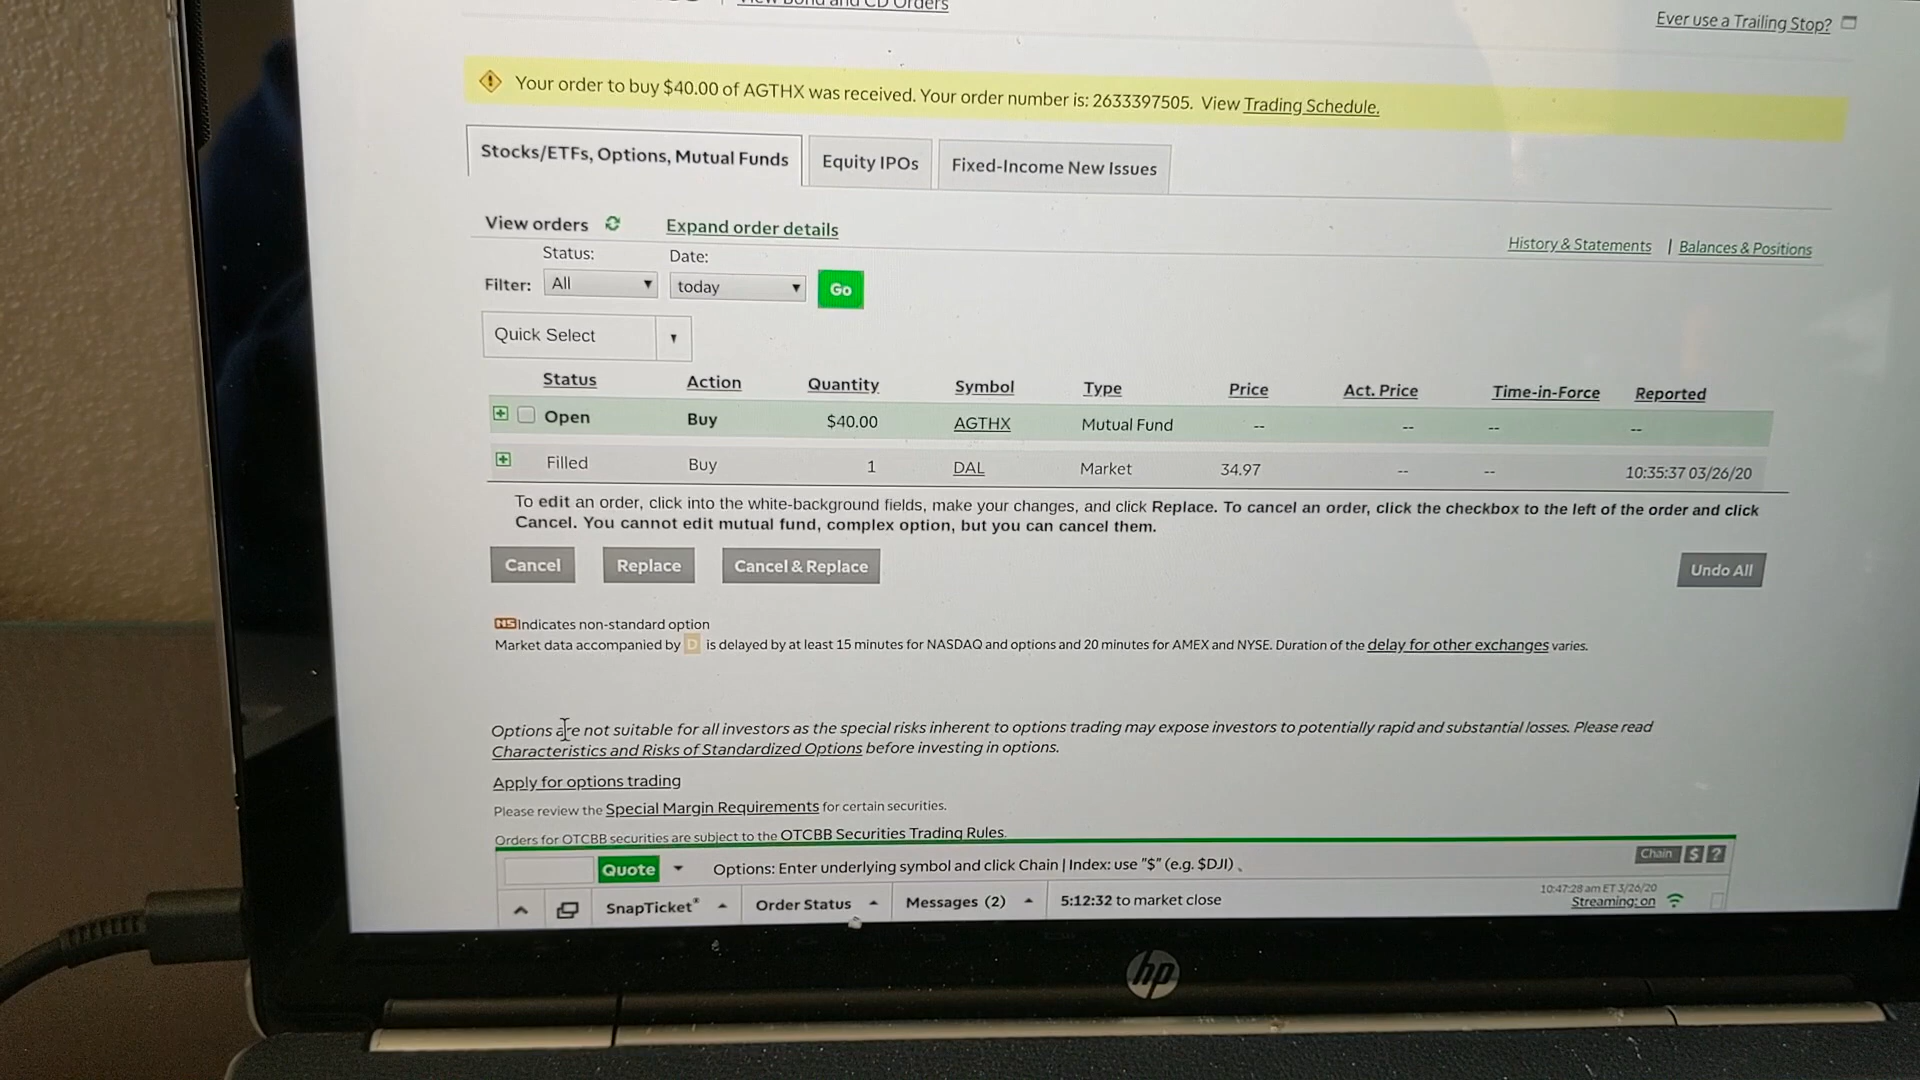 View Bond and CD Orders
Ever use a Trailing Stop?
Your order to buy $40.00 of AGTHX was received. Your order number is: 2633397505. View Trading Schedule.
Stocks/ETFs, Options, Mutual Funds Equity IPOs Fixed-Income New Issues
View orders Expand order details
History & Statements | Balances & Positions
Status: Date:
Filter: All today Go
Quick Select
Status Action Quantity Symbol Type Price Act. Price Time-in-Force Reported
Open Buy $40.00 AGTHX Mutual Fund -- -- -- --
Filled Buy 1 DAL Market 34.97 -- -- 10:35:37 03/26/20
To edit an order, click into the white-background fields, make your changes, and click Replace. To cancel an order, click the checkbox to the left of the order and click
Cancel. You cannot edit mutual fund, complex option, but you can cancel them.
Cancel Replace Cancel & Replace Undo All
NS Indicates non-standard option
Market data accompanied by D is delayed by at least 15 minutes for NASDAQ and options and 20 minutes for AMEX and NYSE. Duration of the delay for other exchanges varies.
Options are not suitable for all investors as the special risks inherent to options trading may expose investors to potentially rapid and substantial losses. Please read
Characteristics and Risks of Standardized Options before investing in options.
Apply for options trading
Please review the Special Margin Requirements for certain securities.
Orders for OTCBB securities are subject to the OTCBB Securities Trading Rules.
Quote Options: Enter underlying symbol and click Chain | Index: use "$" (e.g. $DJI) Chain $ ?
10:47:28 am ET 3/26/20
SnapTicket® Order Status Messages (2) 5:12:32 to market close Streaming: on
hp